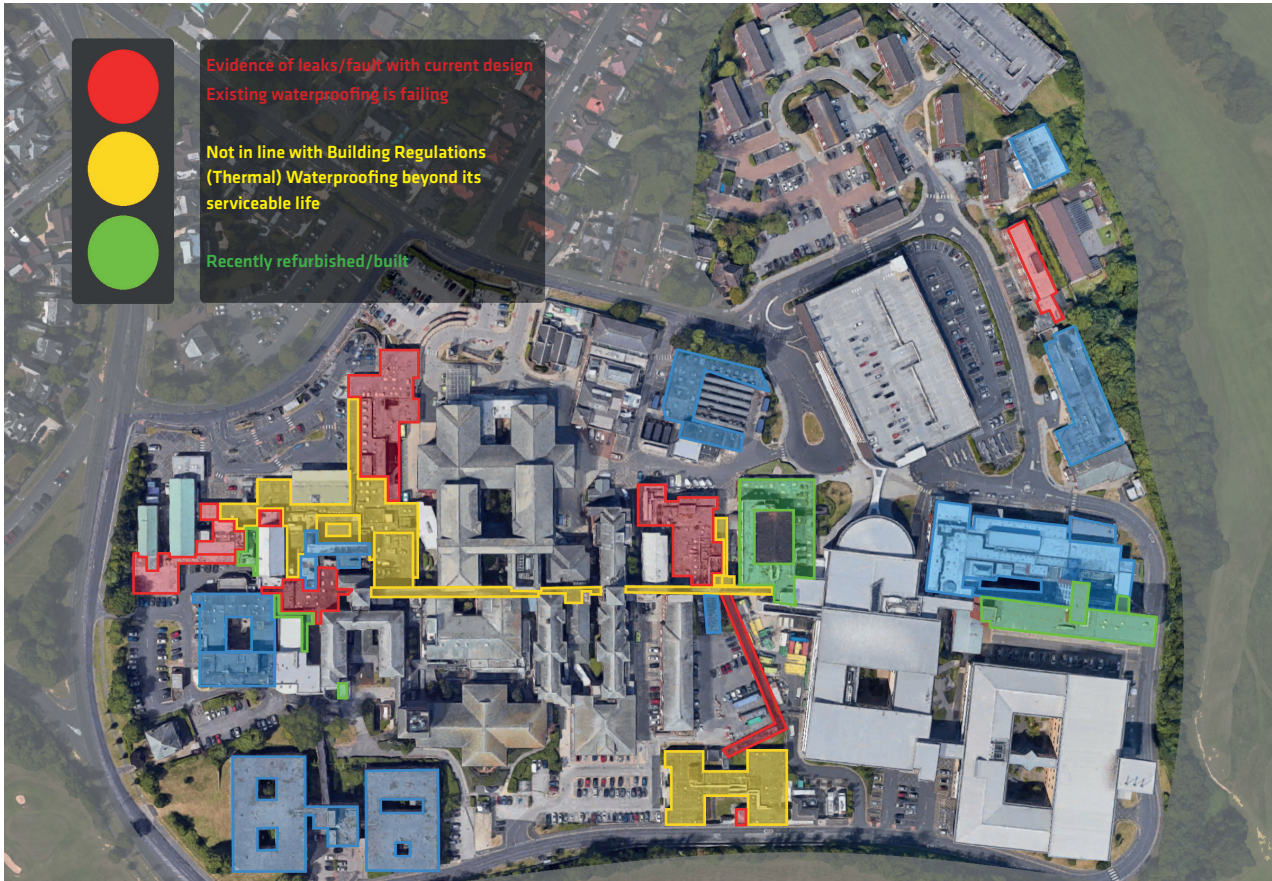 Evidence of leaks/fault with current design
Existing waterproofing is failing
Not in line with Building Regulations
(Thermal) Waterproofing beyond its
serviceable life
Recently refurbished/built